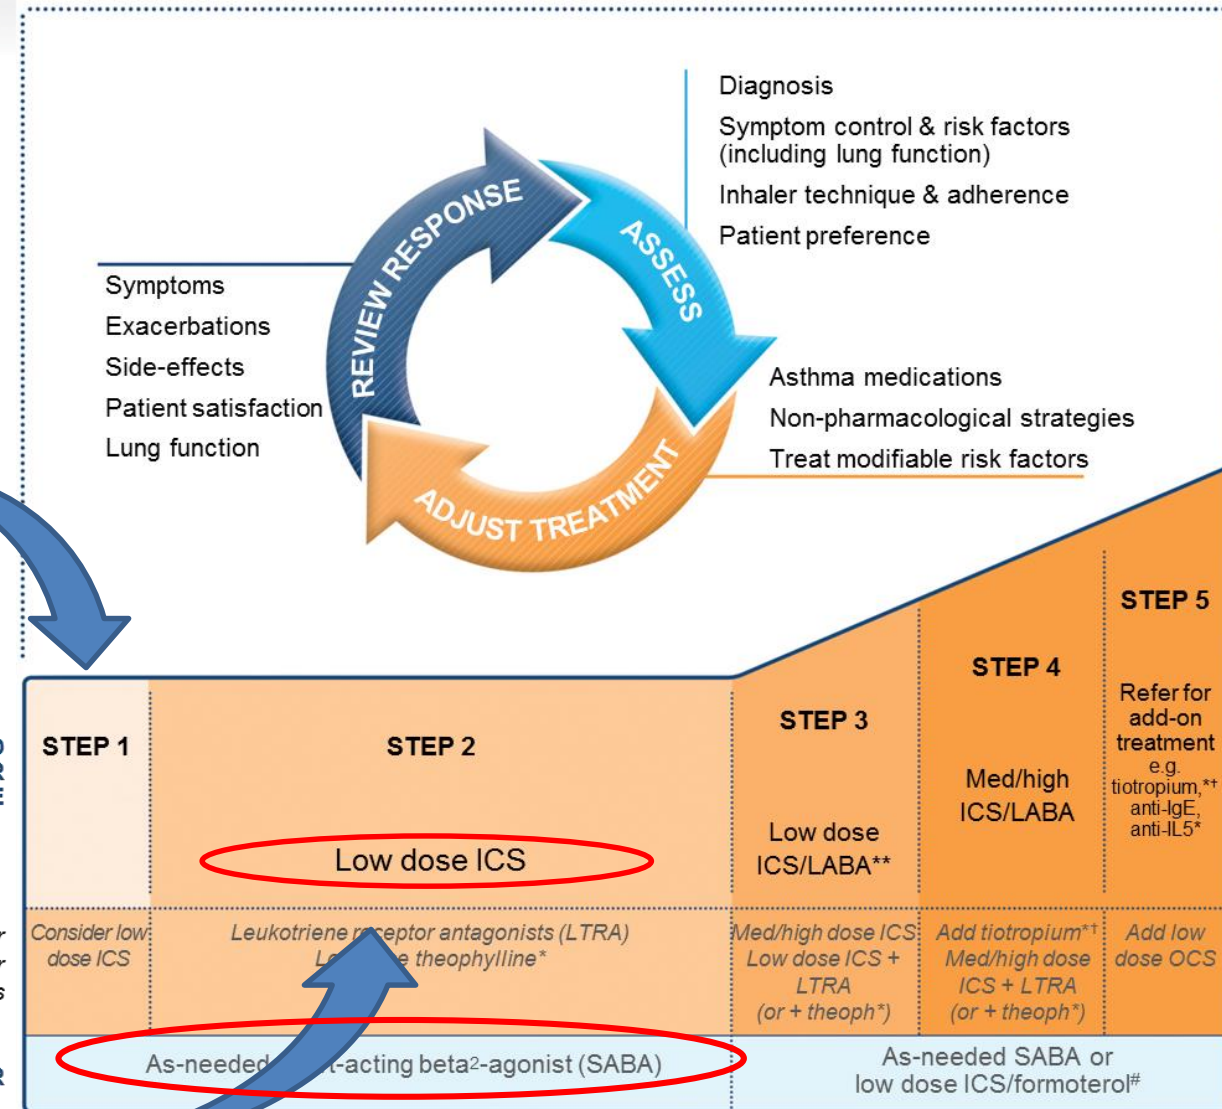 Diagnosis
Symptom control & risk factors
(including lung function)
Inhaler technique & adherence
Patient preference
REVIEW RESPONSE
ASSESS
ADJUST TREATMENT
Symptoms
Exacerbations
Side-effects
Patient satisfaction
Lung function
Asthma medications
Non-pharmacological strategies
Treat modifiable risk factors
STEP 1
STEP 2
Low dose ICS
STEP 3
Low dose
ICS/LABA**
STEP 4
Med/high
ICS/LABA
STEP 5
Refer for
add-on
treatment
e.g.
tiotropium,*†
anti-IgE,
anti-IL5*
Consider low
dose ICS
Leukotriene receptor antagonists (LTRA)
theophylline*
Med/high dose ICS
Low dose ICS +
LTRA
(or + theoph*)
Add tiotropium*†
Med/high dose
ICS + LTRA
(or + theoph*)
Add low
dose OCS
As-needed -acting beta²-agonist (SABA)
As-needed SABA or
low dose ICS/formoterol#